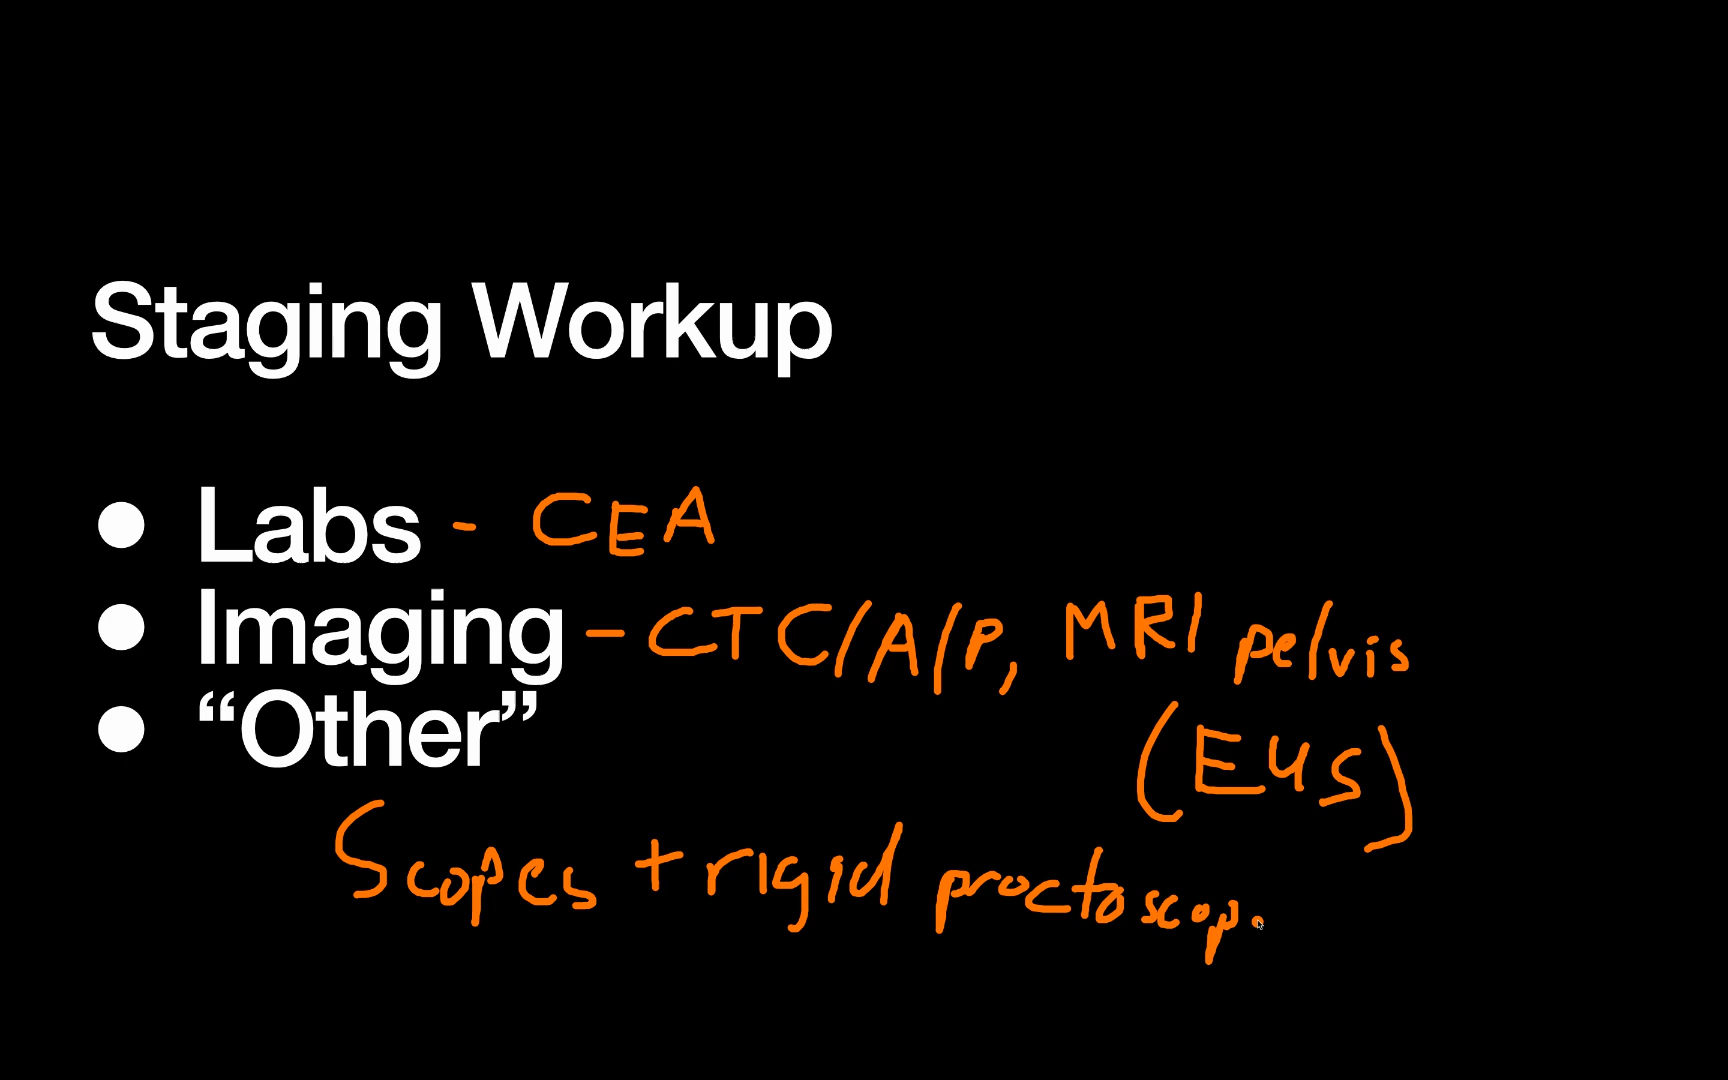 Staging Workup
● Labs - CEA
● Imaging - CT C/A/P, MRI pelvis
(EUS)
● “Other”
Scopes + rigid proctoscop